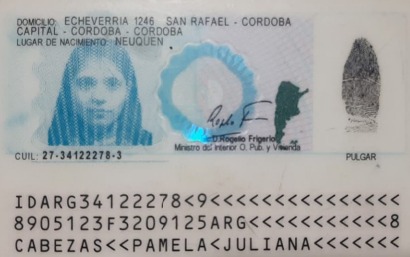 DOMICILIO: ECHEVERRIA 1246 SAN RAFAEL - CORDOBA
CAPITAL - CORDOBA - CORDOBA
LUGAR DE NACIMIENTO: NEUQUEN
D. Rogelio Frigerio
Ministro del Interior O. Pub. y Vivienda
CUIL: 27-34122278-3
PULGAR
IDARG34122278<9<<<<<<<<<<<<<<<
8905123F3209125ARG<<<<<<<<<<<8
CABEZAS<<PAMELA<JULIANA<<<<<<<